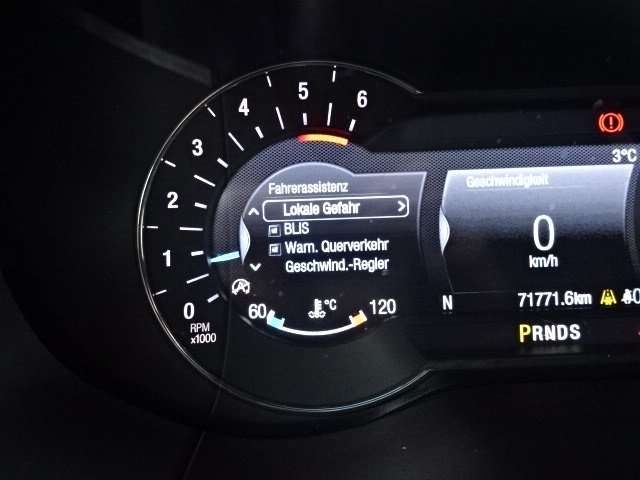 0
1
2
3
4
5
6
RPM
x1000
Fahrerassistenz
Lokale Gefahr
BLIS
Warn. Querverkehr
Geschwind.-Regler
60 °C 120
3°C
Geschwindigkeit
0
km/h
N 71771.6km
PRNDS